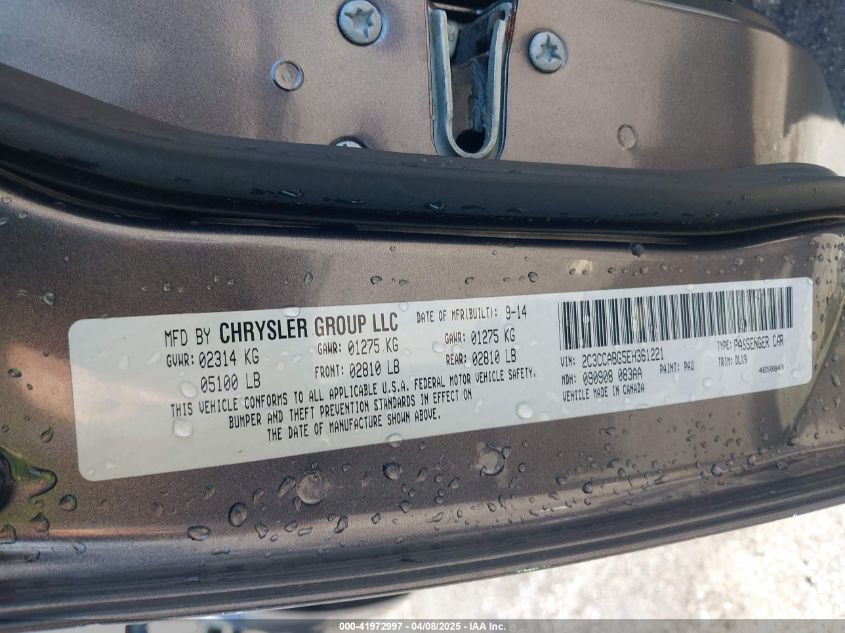 MFD BY CHRYSLER GROUP LLC DATE OF MFR(BUILT): 9-14
GVWR: 02314 KG GAWR: 01275 KG GAWR: 01275 KG
05100 LB FRONT: 02810 LB REAR: 02810 LB
THIS VEHICLE CONFORMS TO ALL APPLICABLE U.S.A. FEDERAL MOTOR VEHICLE SAFETY,
BUMPER AND THEFT PREVENTION STANDARDS IN EFFECT ON
THE DATE OF MANUFACTURE SHOWN ABOVE.
VIN: 2C3CCABG5EH361221 TYPE: PASSENGER CAR
MDH: 090908 083AA PAINT: PAU TRIM: DLX9
VEHICLE MADE IN CANADA
000-41972997 04/08/2025 - IAA Inc.